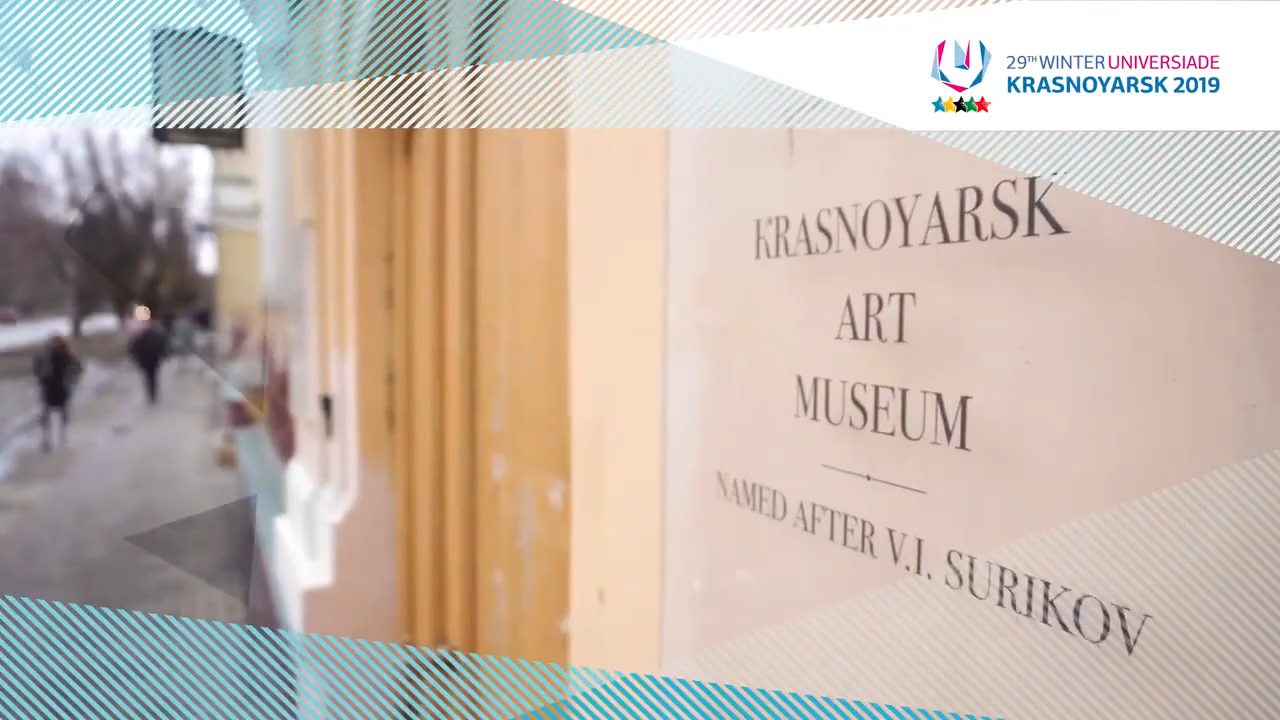 29TH WINTER UNIVERSIADE
KRASNOYARSK 2019
KRASNOYARSK
ART
MUSEUM
NAMED AFTER V.I. SURIKOV